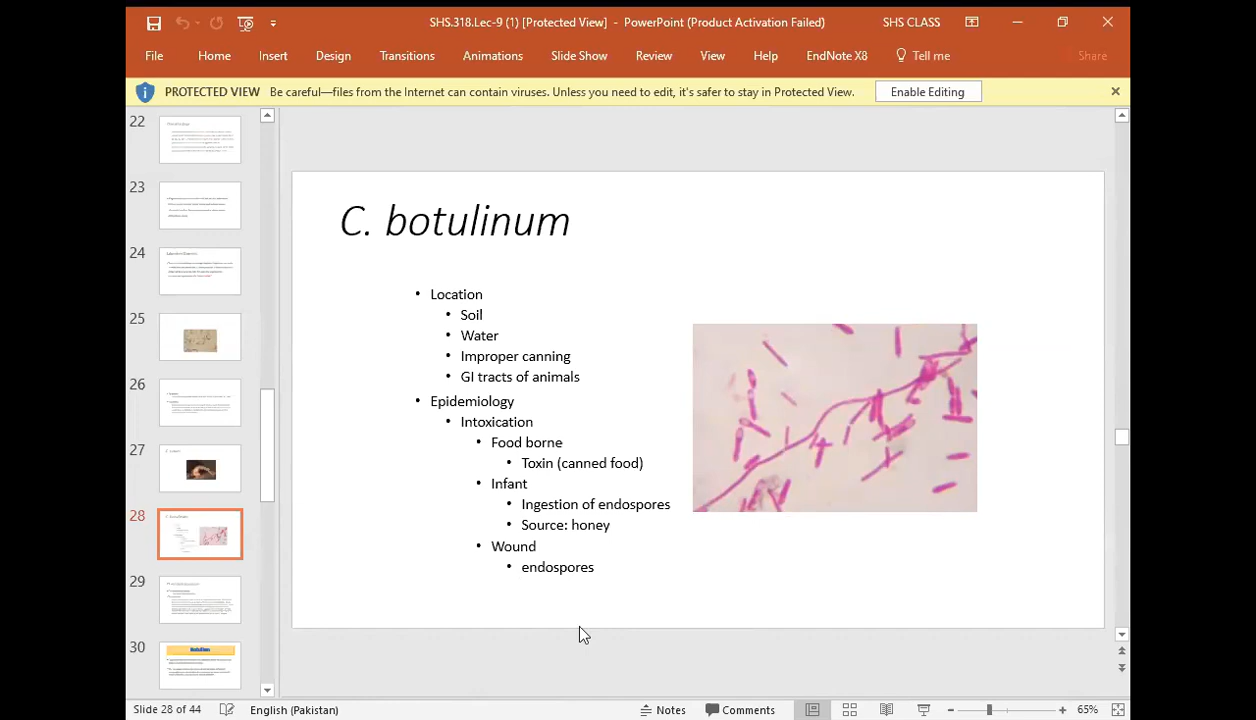 SHS.318.Lec-9 (1) [Protected View] - PowerPoint (Product Activation Failed)
SHS CLASS
File Home Insert Design Transitions Animations Slide Show Review View Help EndNote X8 Tell me Share
PROTECTED VIEW Be careful—files from the Internet can contain viruses. Unless you need to edit, it's safer to stay in Protected View. Enable Editing
22
23
24
25
26
27
28
29
30
Botulism
C. botulinum
• Location
• Soil
• Water
• Improper canning
• GI tracts of animals
• Epidemiology
• Intoxication
• Food borne
• Toxin (canned food)
• Infant
• Ingestion of endospores
• Source: honey
• Wound
• endospores
Slide 28 of 44 English (Pakistan) Notes Comments 65%